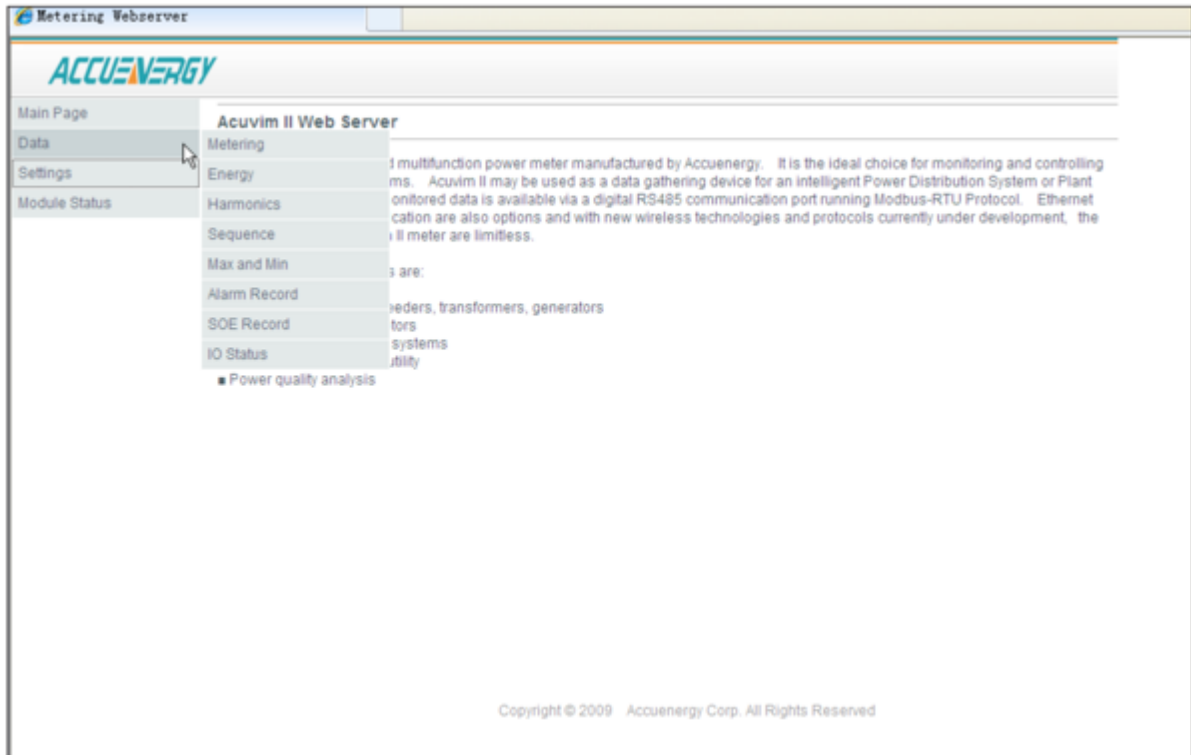 Metering Webserver
ACCUENERGY
Main Page
Data
Settings
Module Status
Acuvim II Web Server
Metering
Energy
Harmonics
Sequence
Max and Min
Alarm Record
SOE Record
IO Status
multifunction power meter manufactured by Accuenergy. It is the ideal choice for monitoring and controlling
ms. Acuvim II may be used as a data gathering device for an intelligent Power Distribution System or Plant
onitored data is available via a digital RS485 communication port running Modbus-RTU Protocol. Ethernet
cation are also options and with new wireless technologies and protocols currently under development, the
II meter are limitless.
s are:
eeders, transformers, generators
tors
systems
utility
■ Power quality analysis
Copyright © 2009 Accuenergy Corp. All Rights Reserved